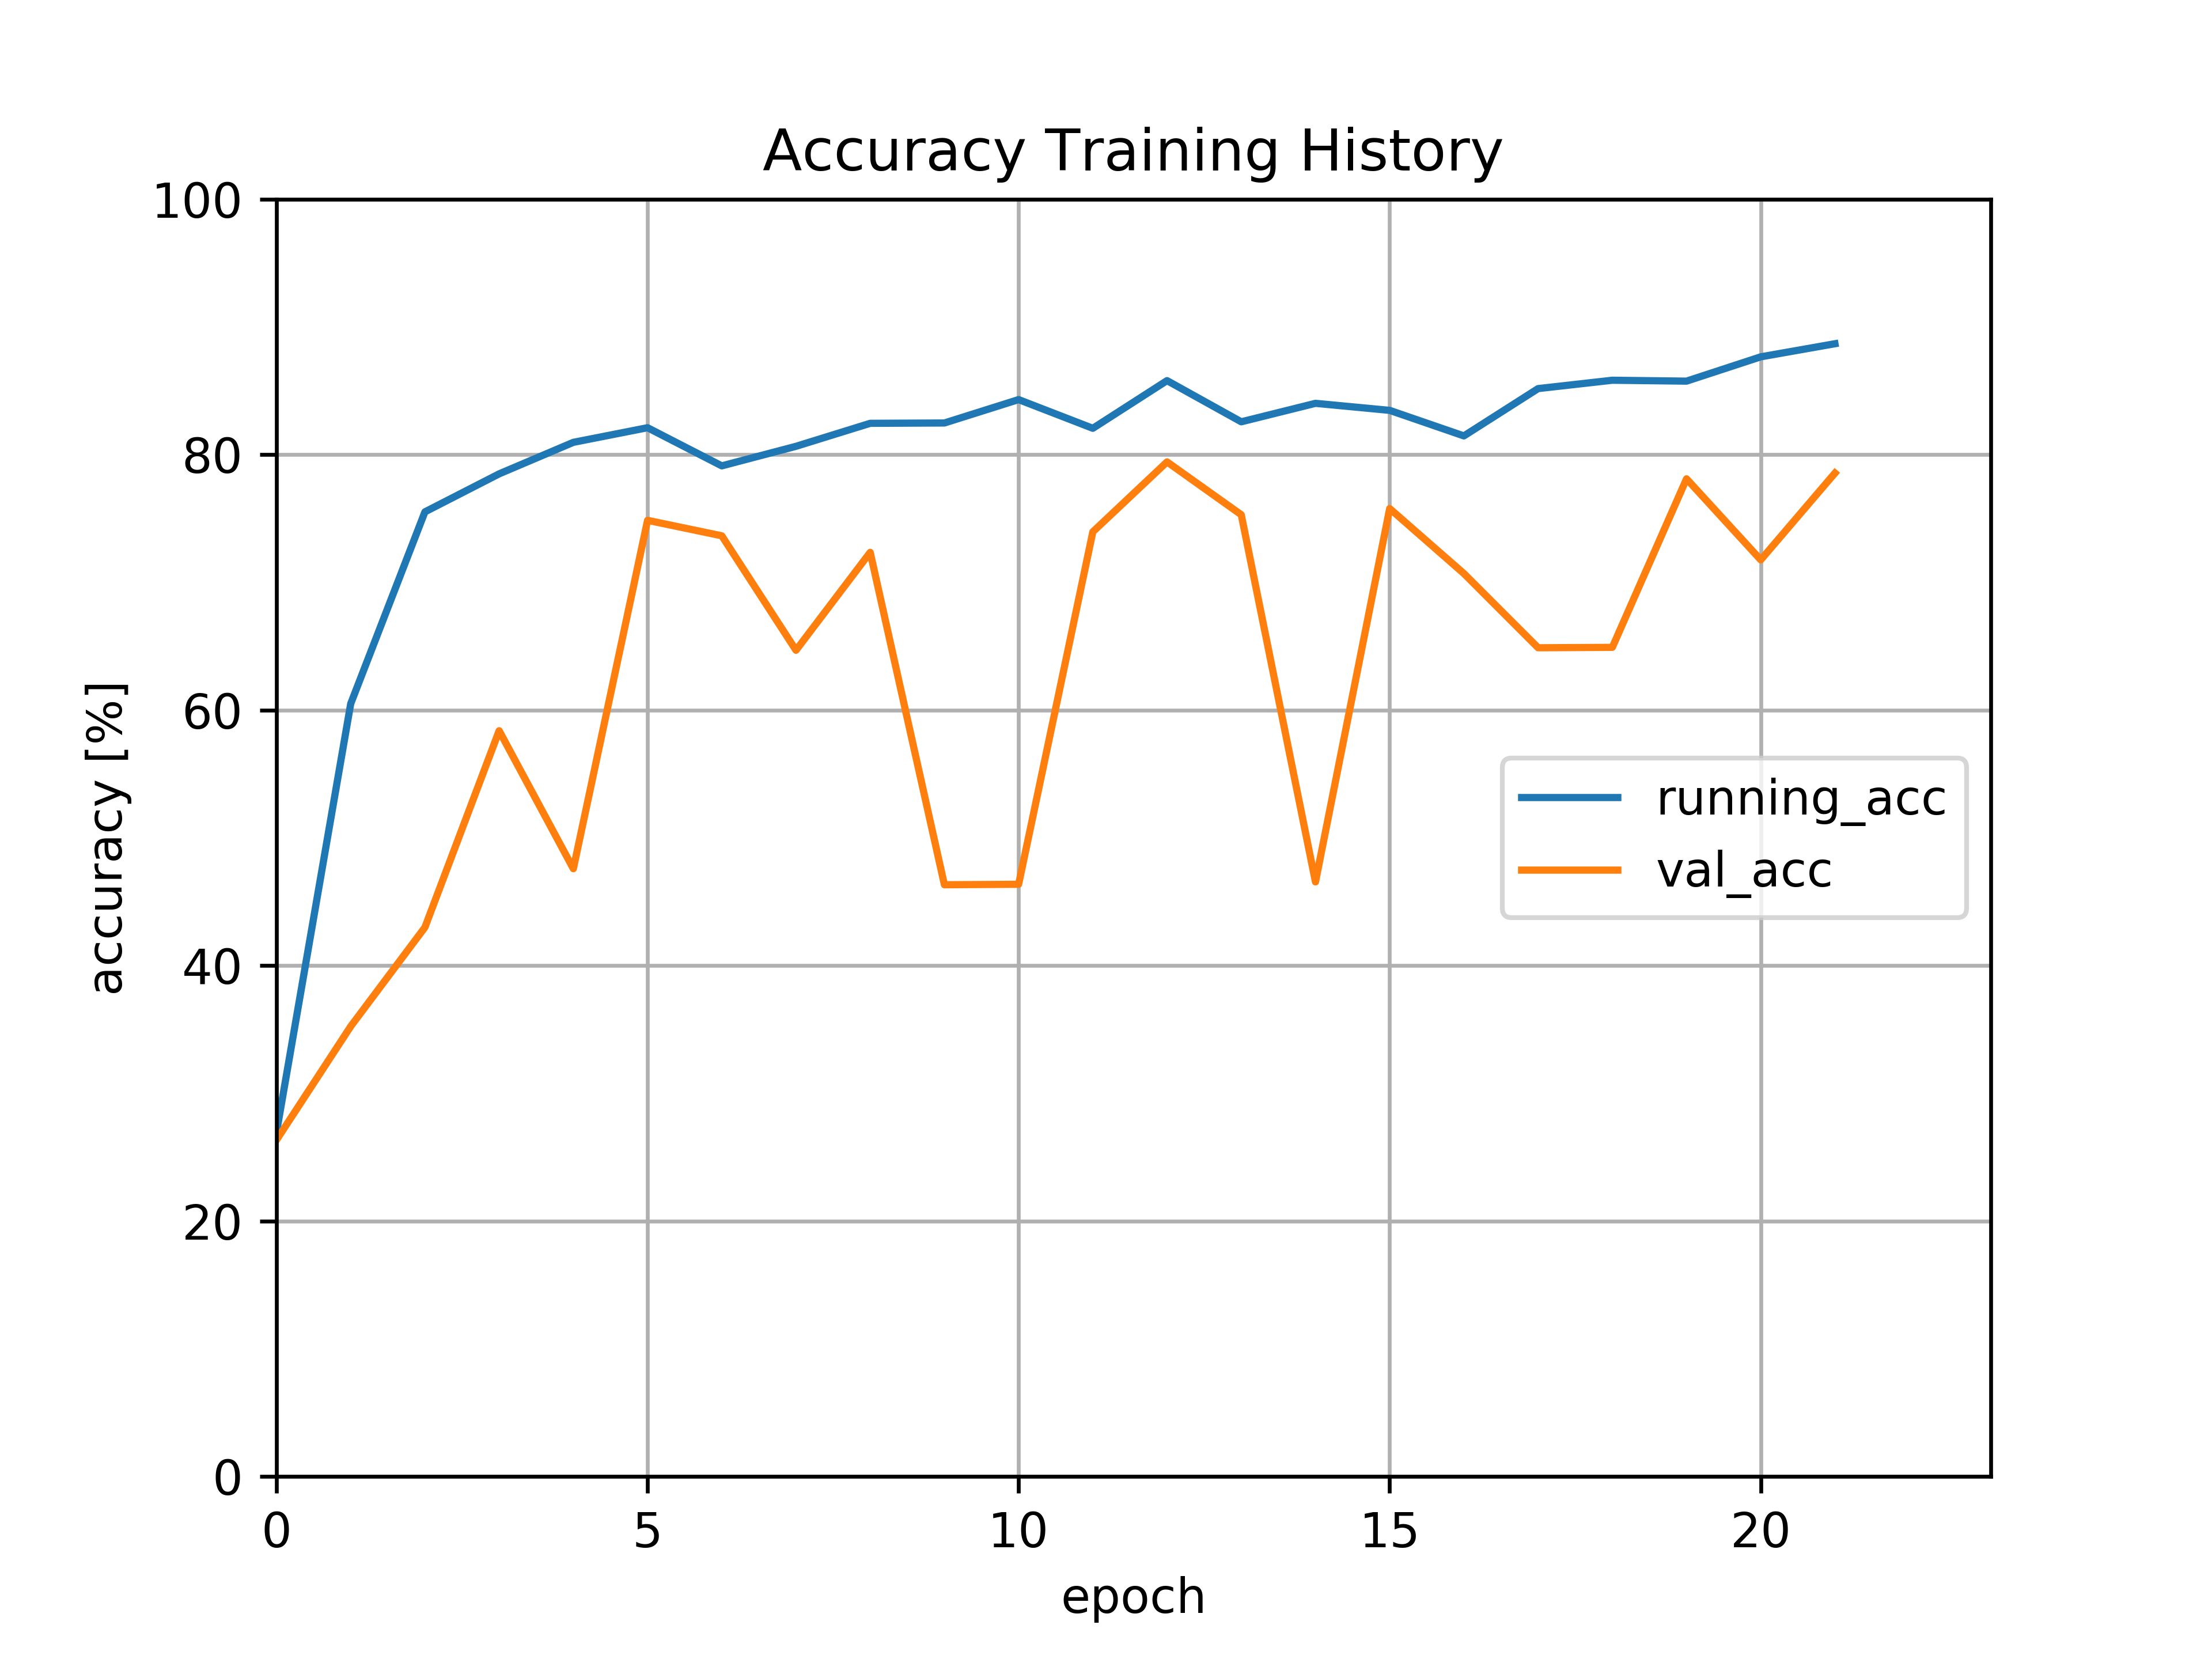 Accuracy Training History
100
80
60
40
20
0
accuracy [%]
0 5 10 15 20
epoch
running_acc
val_acc